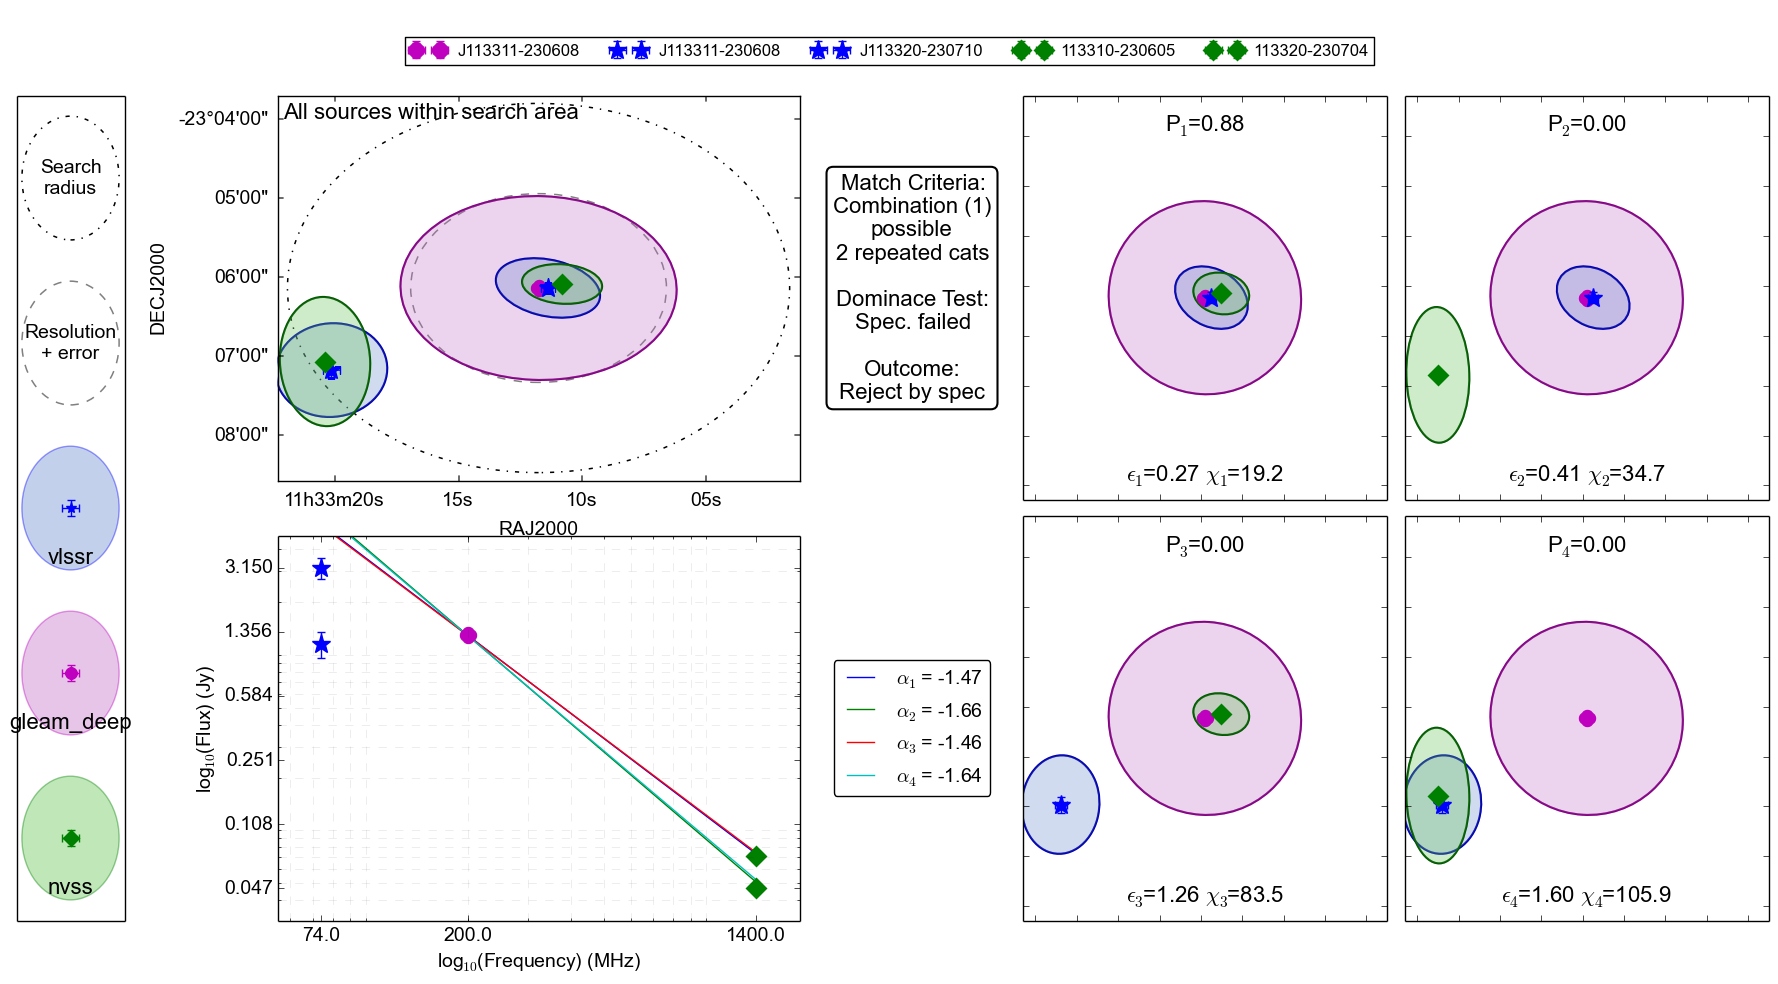 J113311-230608 J113311-230608 J113320-230710 113310-230605 113320-230704
Search
radius
Resolution
+ error
vlssr
gleam_deep
nvss
All sources within search area
-23°04'00"
05'00"
06'00"
07'00"
08'00"
DECJ2000
11h33m20s 15s 10s 05s
RAJ2000
3.150
1.356
0.584
0.251
0.108
0.047
log₁₀(Flux) (Jy)
74.0 200.0 1400.0
log₁₀(Frequency) (MHz)
Match Criteria:
Combination (1)
possible
2 repeated cats
Dominace Test:
Spec. failed
Outcome:
Reject by spec
α₁ = -1.47
α₂ = -1.66
α₃ = -1.46
α₄ = -1.64
P₁=0.88
ϵ₁=0.27 χ₁=19.2
P₂=0.00
ϵ₂=0.41 χ₂=34.7
P₃=0.00
ϵ₃=1.26 χ₃=83.5
P₄=0.00
ϵ₄=1.60 χ₄=105.9